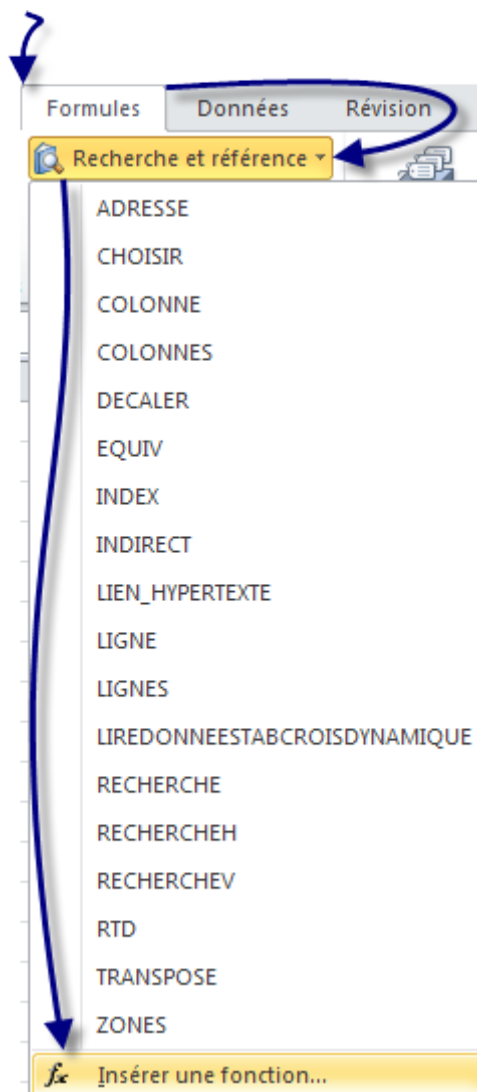 Formules Données Révision
Recherche et référence
ADRESSE
CHOISIR
COLONNE
COLONNES
DECALER
EQUIV
INDEX
INDIRECT
LIEN_HYPERTEXTE
LIGNE
LIGNES
LIREDONNEESTABCROISDYNAMIQUE
RECHERCHE
RECHERCHEH
RECHERCHEV
RTD
TRANSPOSE
ZONES
fx Insérer une fonction...